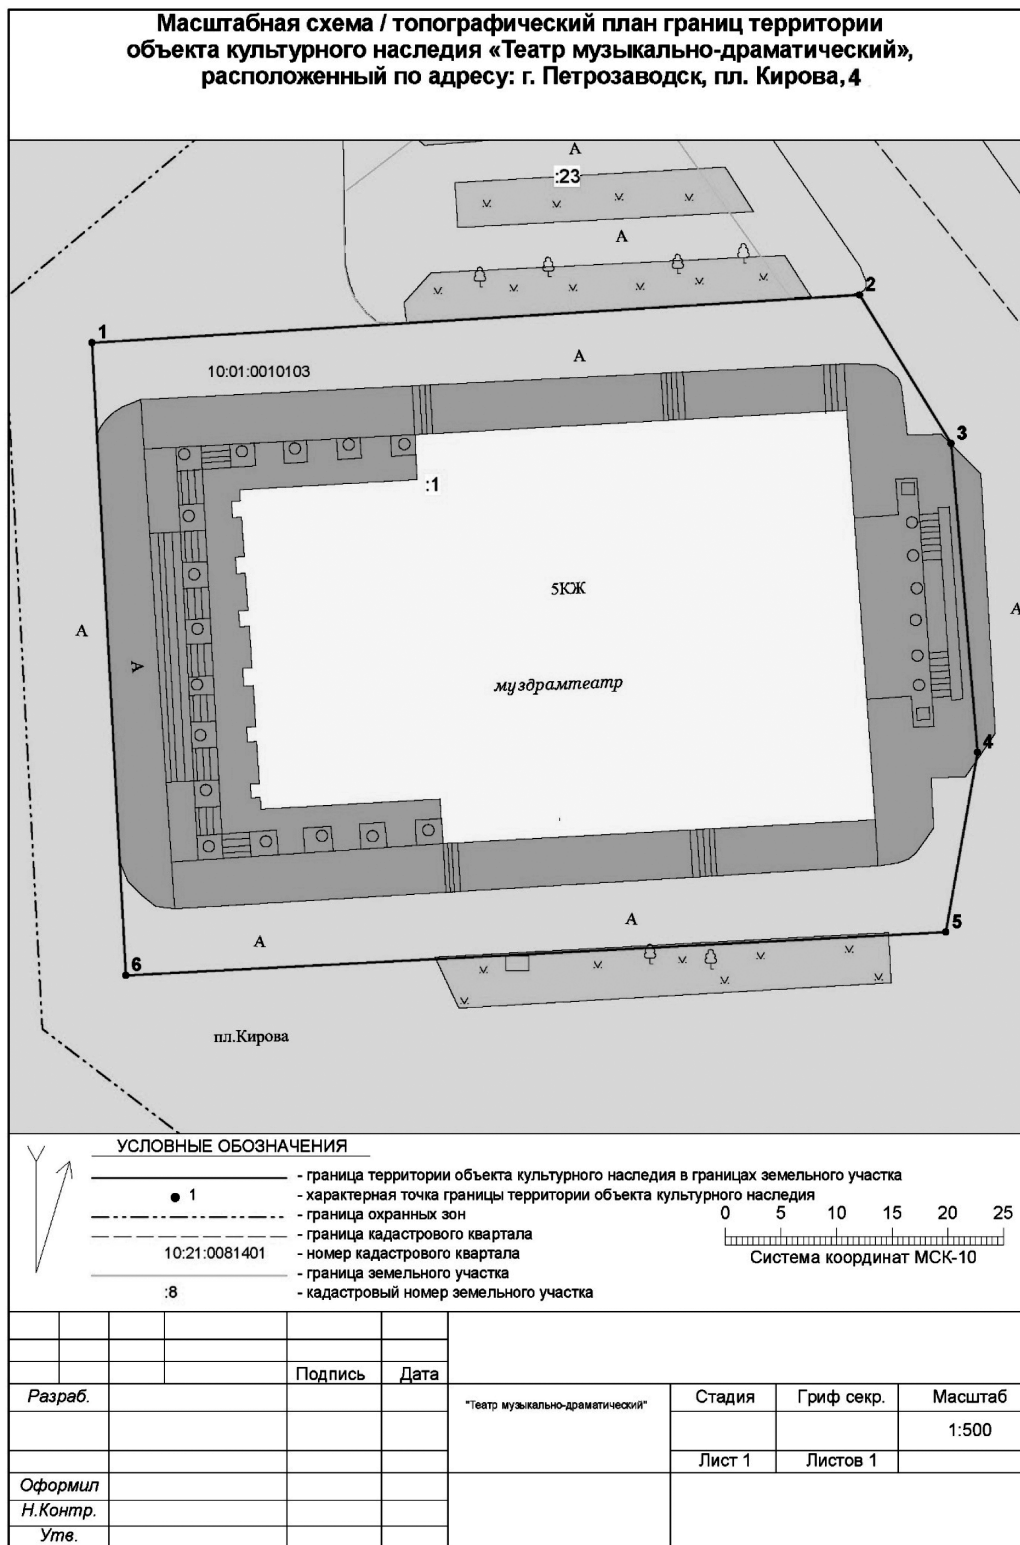 Масштабная схема / топографический план границ территории
объекта культурного наследия «Театр музыкально-драматический»,
расположенный по адресу: г. Петрозаводск, пл. Кирова, 4
А
:23
А
2
1
А
10:01:0010103
3
:1
5КЖ
А
А
А
муздрамтеатр
4
А
А
5
6
пл.Кирова
УСЛОВНЫЕ ОБОЗНАЧЕНИЯ
- граница территории объекта культурного наследия в границах земельного участка
1 - характерная точка границы территории объекта культурного наследия
- граница охранных зон
- граница кадастрового квартала
10:21:0081401 - номер кадастрового квартала
- граница земельного участка
:8 - кадастровый номер земельного участка
0 5 10 15 20 25
Система координат МСК-10
Подпись Дата
Разраб. "Театр музыкально-драматический" Стадия Гриф секр. Масштаб
1:500
Лист 1 Листов 1
Оформил
Н.Контр.
Утв.